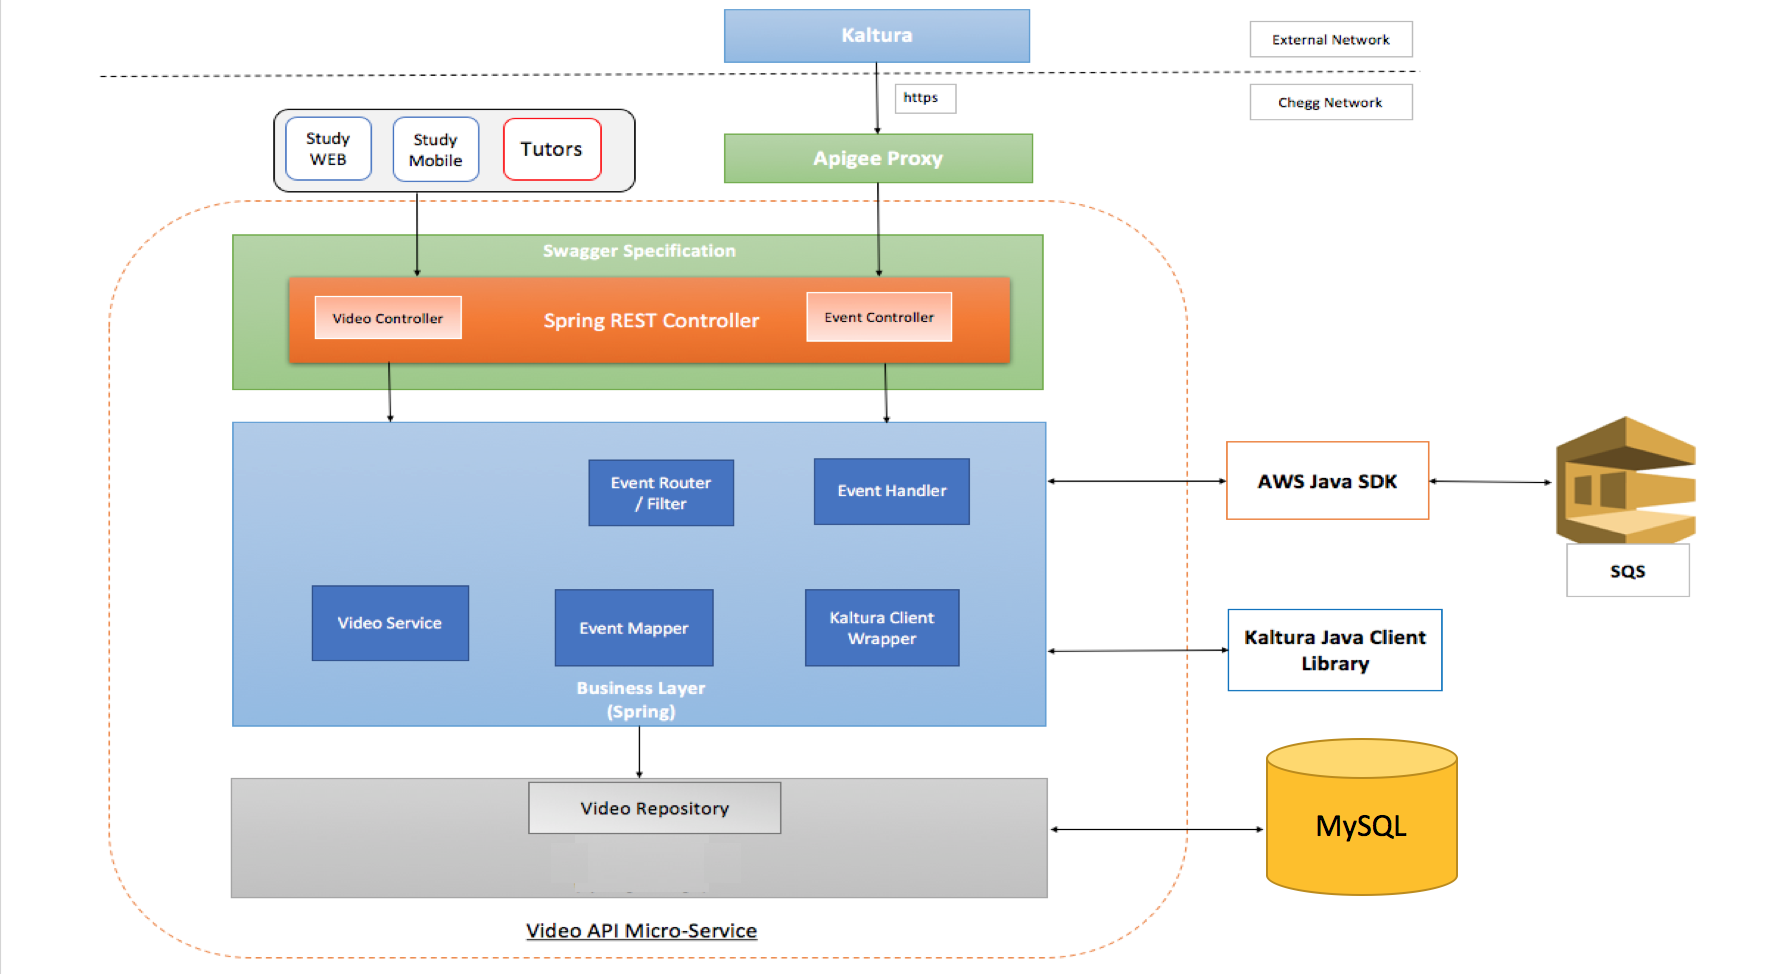 Kaltura
External Network
https
Chegg Network
Study
WEB
Study
Mobile
Tutors
Apigee Proxy
Swagger Specification
Video Controller
Spring REST Controller
Event Controller
Event Router
/ Filter
Event Handler
AWS Java SDK
SQS
Video Service
Event Mapper
Kaltura Client
Wrapper
Kaltura Java Client
Library
Business Layer
(Spring)
Video Repository
MySQL
Video API Micro-Service